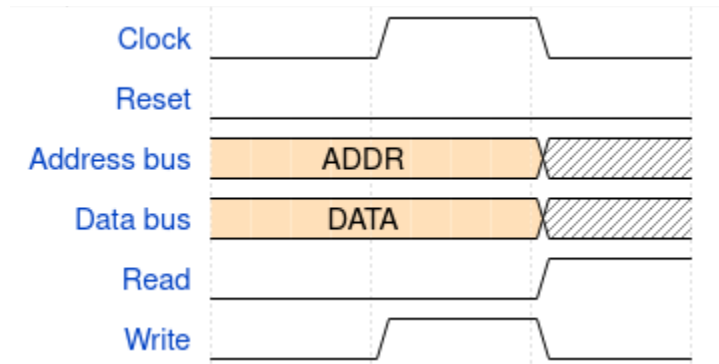 Clock
Reset
Address bus ADDR
Data bus DATA
Read
Write